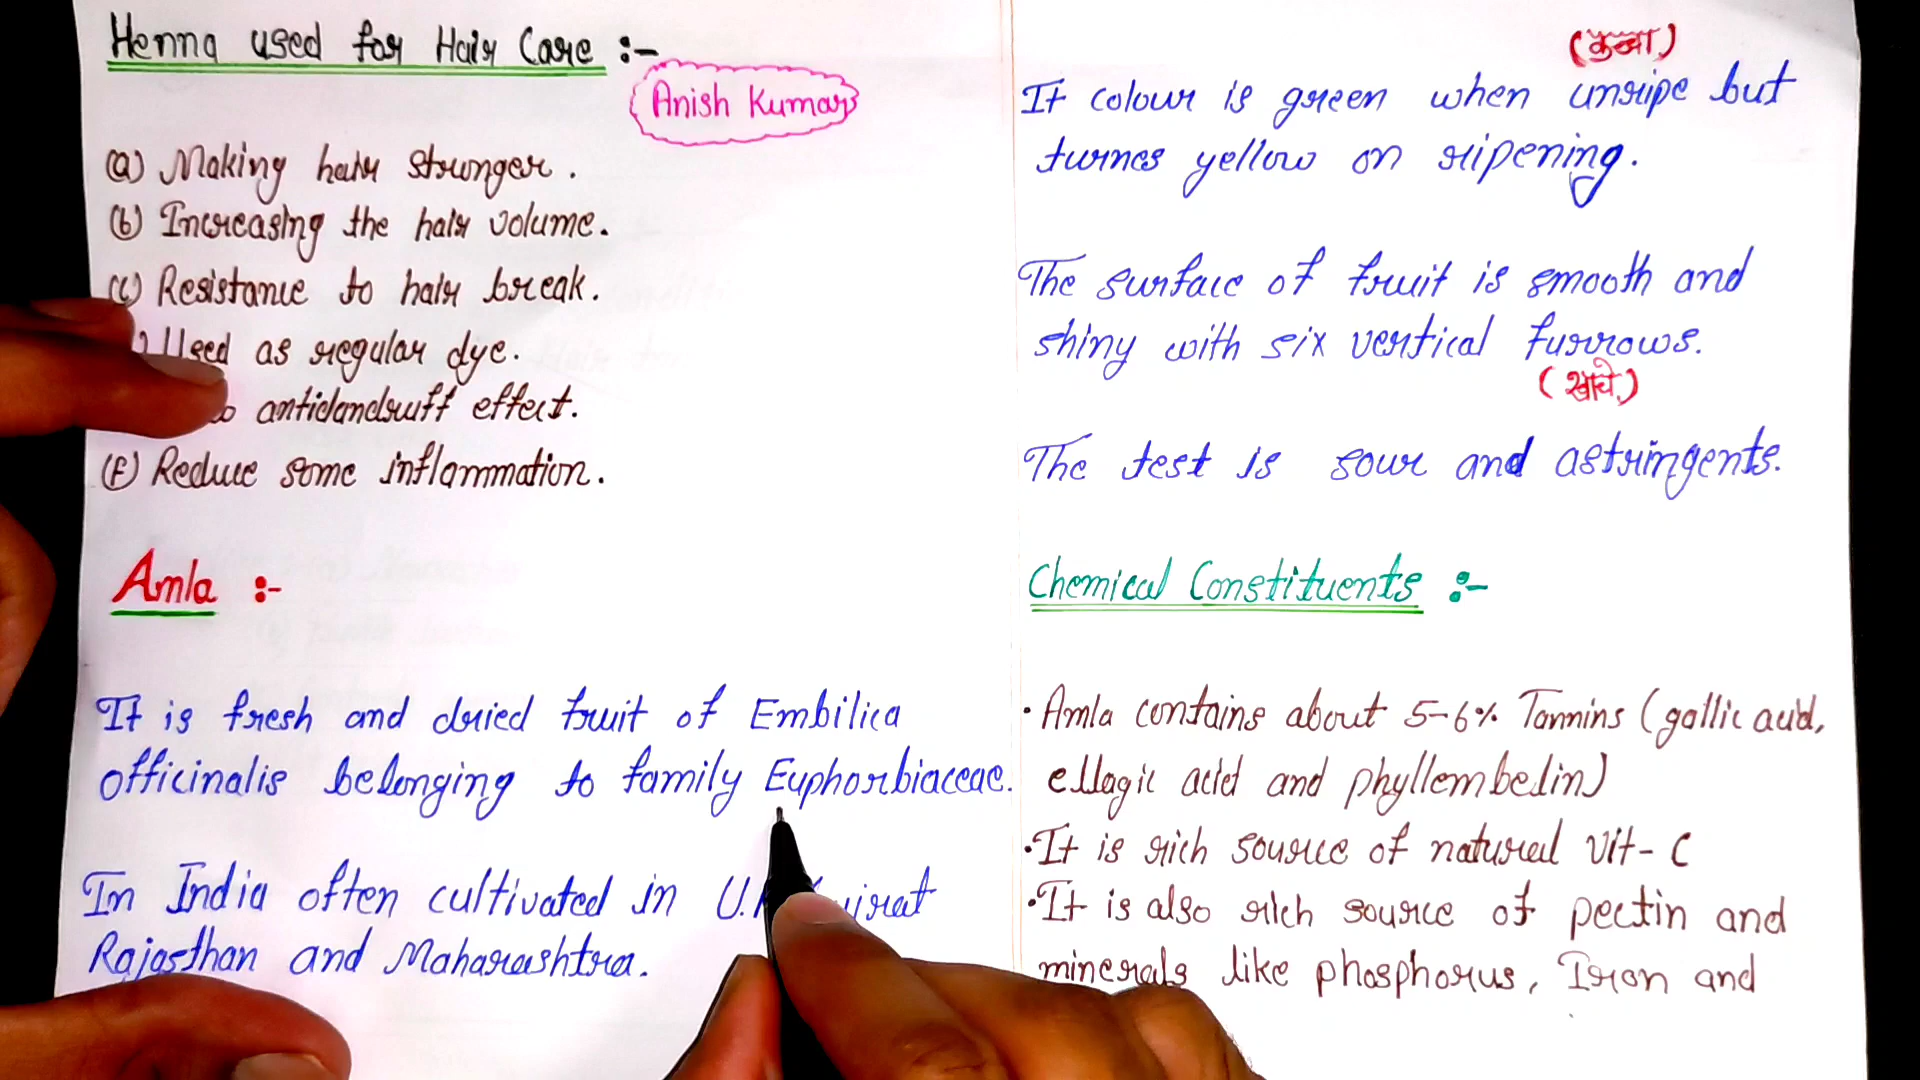 Henna used for Hair Care :-
Anish Kumar
(a) Making hair stronger.
(b) Increasing the hair volume.
(c) Resistance to hair break.
) Used as regular dye.
antidandruff effect.
(F) Reduce some inflammation.
Amla :-
It is fresh and dried fruit of Embilica
officinalis belonging to family Euphorbiaceae.
In India often cultivated in U.
Rajasthan and Maharashtra.
(कच्चा)
It colour is green when unripe but
turnes yellow on ripening.
The surface of fruit is smooth and
shiny with six vertical furrows.
(खांचे)
The test is sour and astringents.
Chemical Constituents :-
• Amla contains about 5-6% Tannins (gallic acid,
ellagic acid and phyllembelin)
• It is rich source of natural Vit-C
• It is also rich source of pectin and
minerals like phosphorus, Iron and